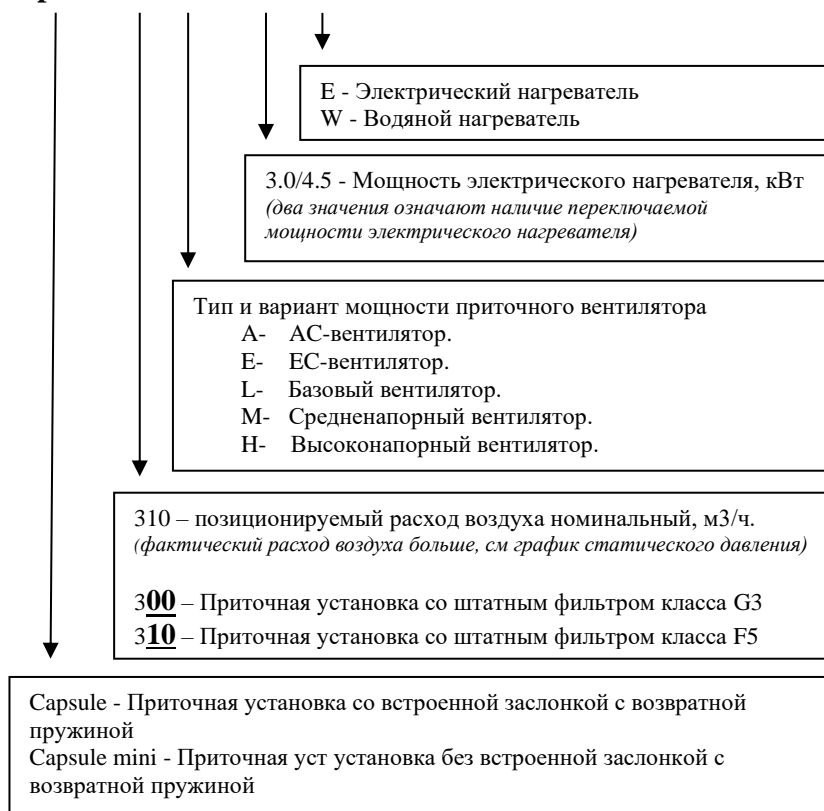 E - Электрический нагреватель
W - Водяной нагреватель
3.0/4.5 - Мощность электрического нагревателя, кВт
(два значения означают наличие переключаемой
мощности электрического нагревателя)
Тип и вариант мощности приточного вентилятора
A- AC-вентилятор.
E- EC-вентилятор.
L- Базовый вентилятор.
M- Средненапорный вентилятор.
H- Высоконапорный вентилятор.
310 – позиционируемый расход воздуха номинальный, м3/ч.
(фактический расход воздуха больше, см график статического давления)
300 – Приточная установка со штатным фильтром класса G3
310 – Приточная установка со штатным фильтром класса F5
Capsule - Приточная установка со встроенной заслонкой с возвратной
пружиной
Capsule mini - Приточная уст установка без встроенной заслонкой с
возвратной пружиной